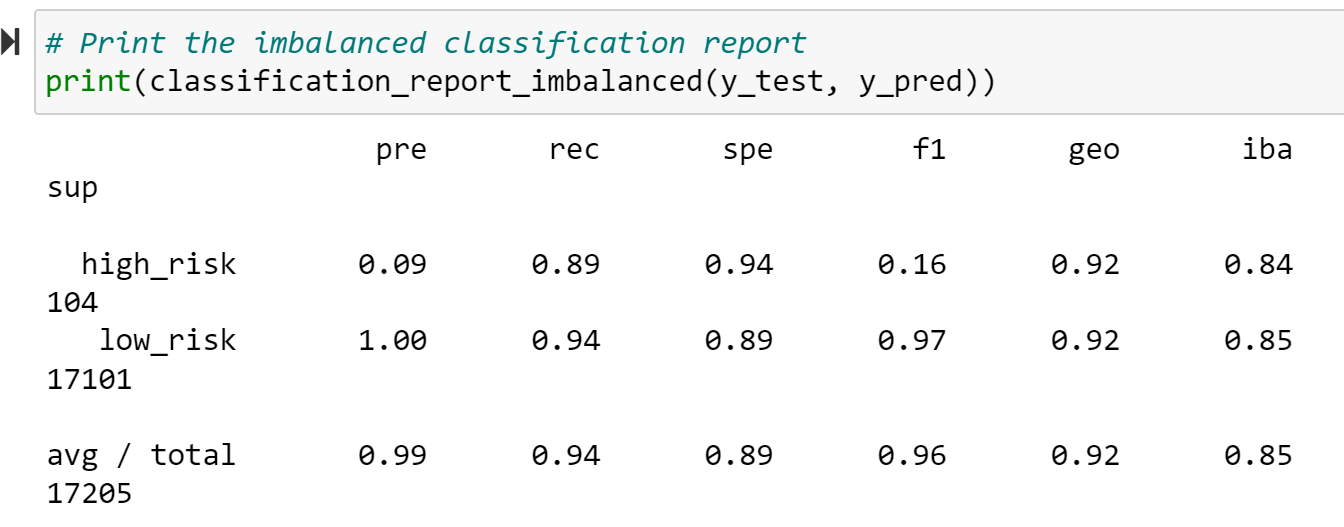 # Print the imbalanced classification report
print(classification_report_imbalanced(y_test, y_pred))
pre rec spe f1 geo iba
sup
high_risk 0.09 0.89 0.94 0.16 0.92 0.84
104
low_risk 1.00 0.94 0.89 0.97 0.92 0.85
17101
avg / total 0.99 0.94 0.89 0.96 0.92 0.85
17205